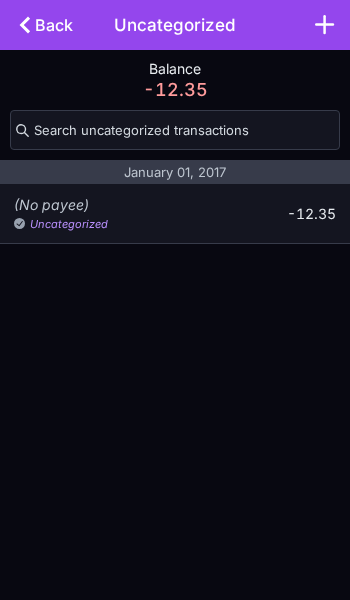 Back
Uncategorized
Balance
-12.35
Search uncategorized transactions
January 01, 2017
(No payee)
-12.35
Uncategorized